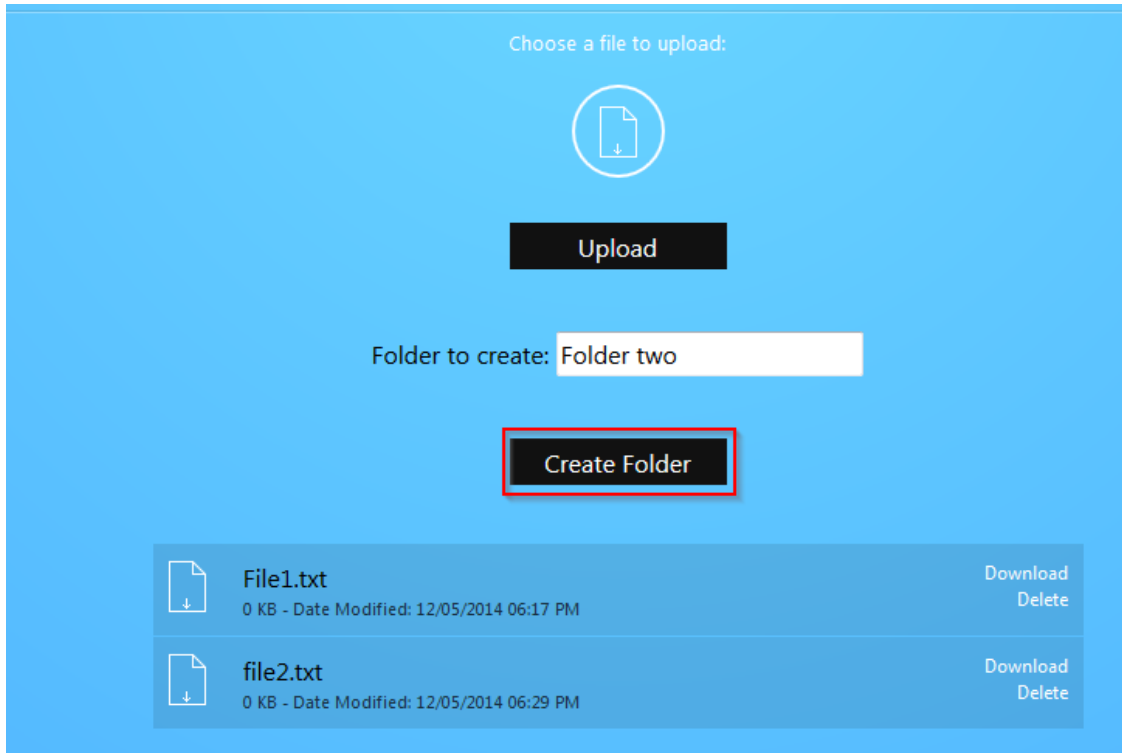 Choose a file to upload:
Upload
Folder to create: Folder two
Create Folder
File1.txt
Download
0 KB - Date Modified: 12/05/2014 06:17 PM
Delete
file2.txt
Download
0 KB - Date Modified: 12/05/2014 06:29 PM
Delete